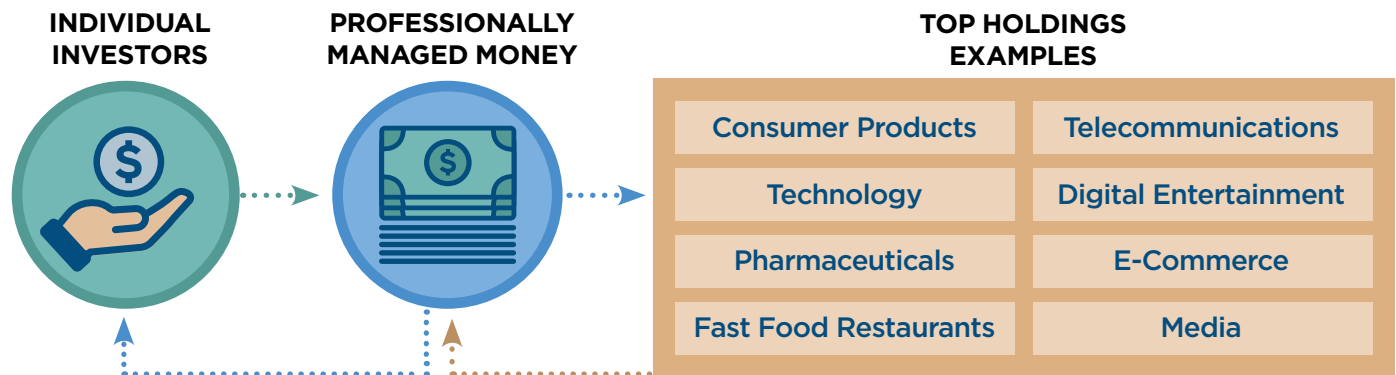 INDIVIDUAL
INVESTORS
PROFESSIONALLY
MANAGED MONEY
TOP HOLDINGS
EXAMPLES
$
$
Consumer Products
Telecommunications
Technology
Digital Entertainment
Pharmaceuticals
E-Commerce
Fast Food Restaurants
Media